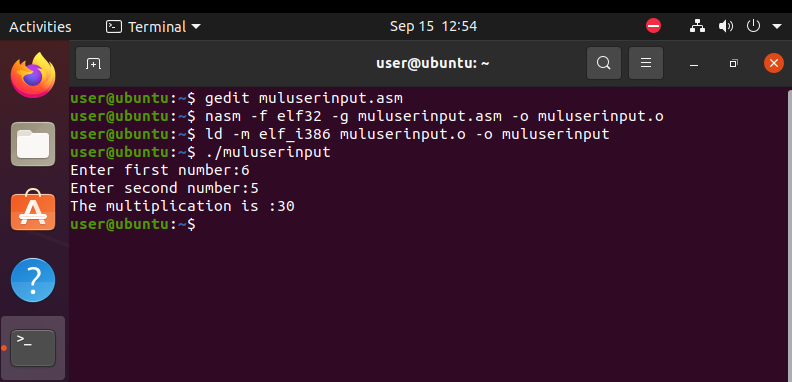 Activities
Terminal
Sep 15 12:54
user@ubuntu: ~
user@ubuntu:~$ gedit muluserinput.asm
user@ubuntu:~$ nasm -f elf32 -g muluserinput.asm -o muluserinput.o
user@ubuntu:~$ ld -m elf_i386 muluserinput.o -o muluserinput
user@ubuntu:~$ ./muluserinput
Enter first number:6
Enter second number:5
The multiplication is :30
user@ubuntu:~$